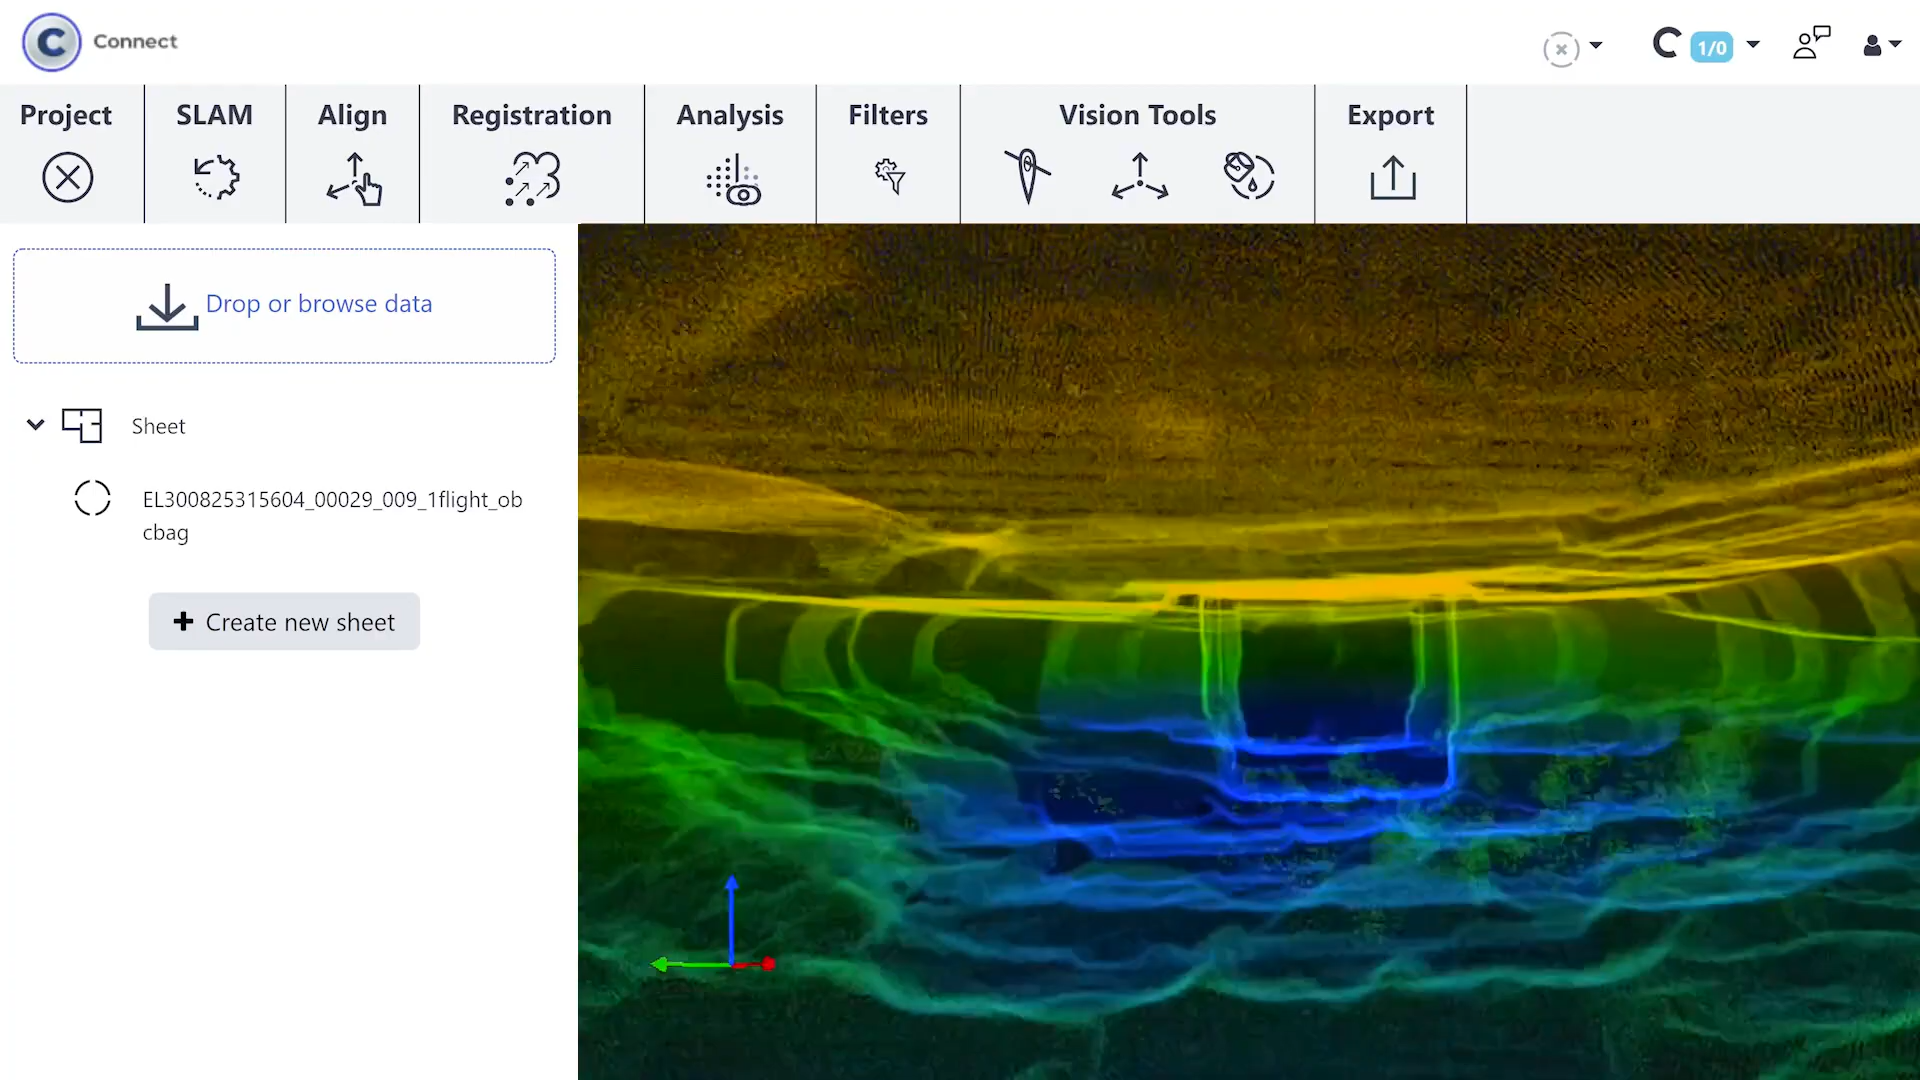 Connect
1/0
Project
SLAM
Align
Registration
Analysis
Filters
Vision Tools
Export
Drop or browse data
Sheet
EL300825315604_00029_009_1flight_ob
cbag
Create new sheet